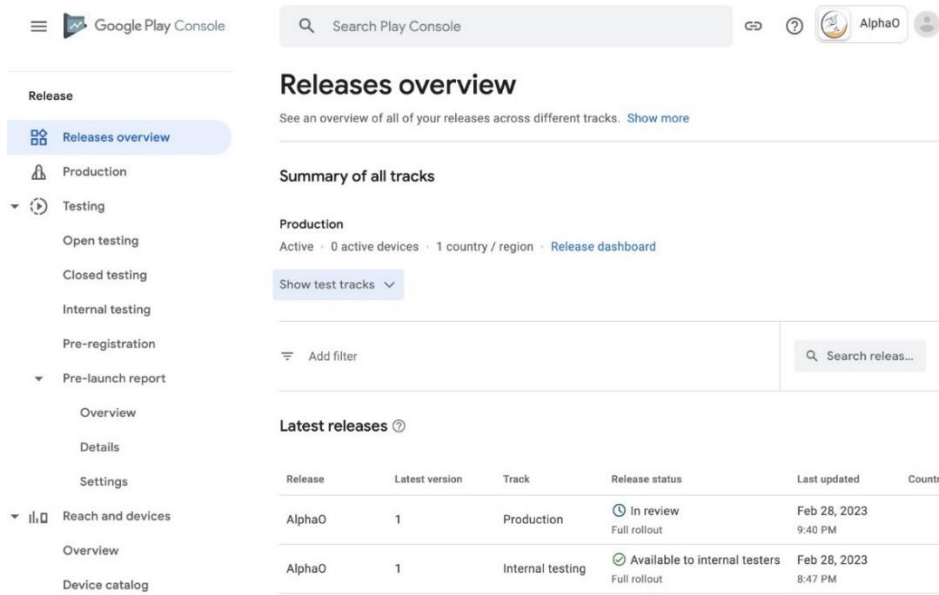 Google Play Console
Search Play Console
AlphaO
Release
Releases overview
Production
Testing
Open testing
Closed testing
Internal testing
Pre-registration
Pre-launch report
Overview
Details
Settings
Reach and devices
Overview
Device catalog
Releases overview
See an overview of all of your releases across different tracks. Show more
Summary of all tracks
Production
Active · 0 active devices · 1 country / region · Release dashboard
Show test tracks
Add filter
Search releas...
Latest releases
Release Latest version Track Release status Last updated Countr
AlphaO 1 Production In review Feb 28, 2023
Full rollout 9:40 PM
AlphaO 1 Internal testing Available to internal testers Feb 28, 2023
Full rollout 8:47 PM